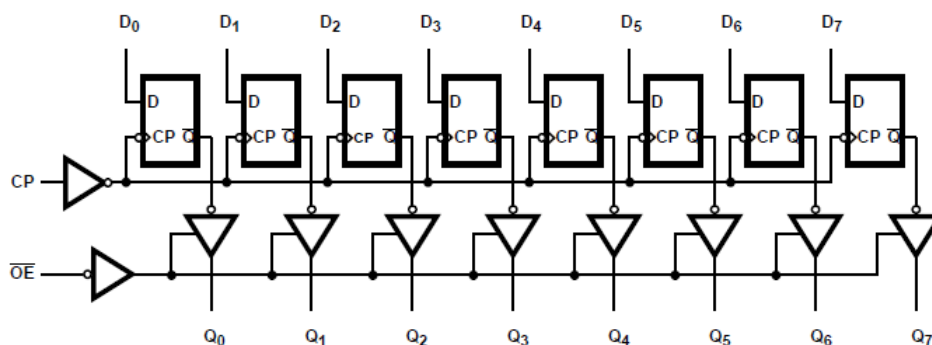 D₀ D₁ D₂ D₃ D₄ D₅ D₆ D₇
D D D D D D D D
CP Q̅ CP Q̅ CP Q̅ CP Q̅ CP Q̅ CP Q̅ CP Q̅ CP Q̅
CP
O̅E̅
Q₀ Q₁ Q₂ Q₃ Q₄ Q₅ Q₆ Q₇